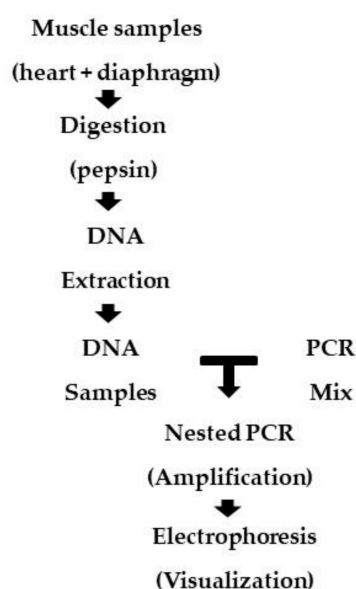 Muscle samples
(heart + diaphragm)
Digestion
(pepsin)
DNA
Extraction
DNA
Samples
PCR
Mix
Nested PCR
(Amplification)
Electrophoresis
(Visualization)